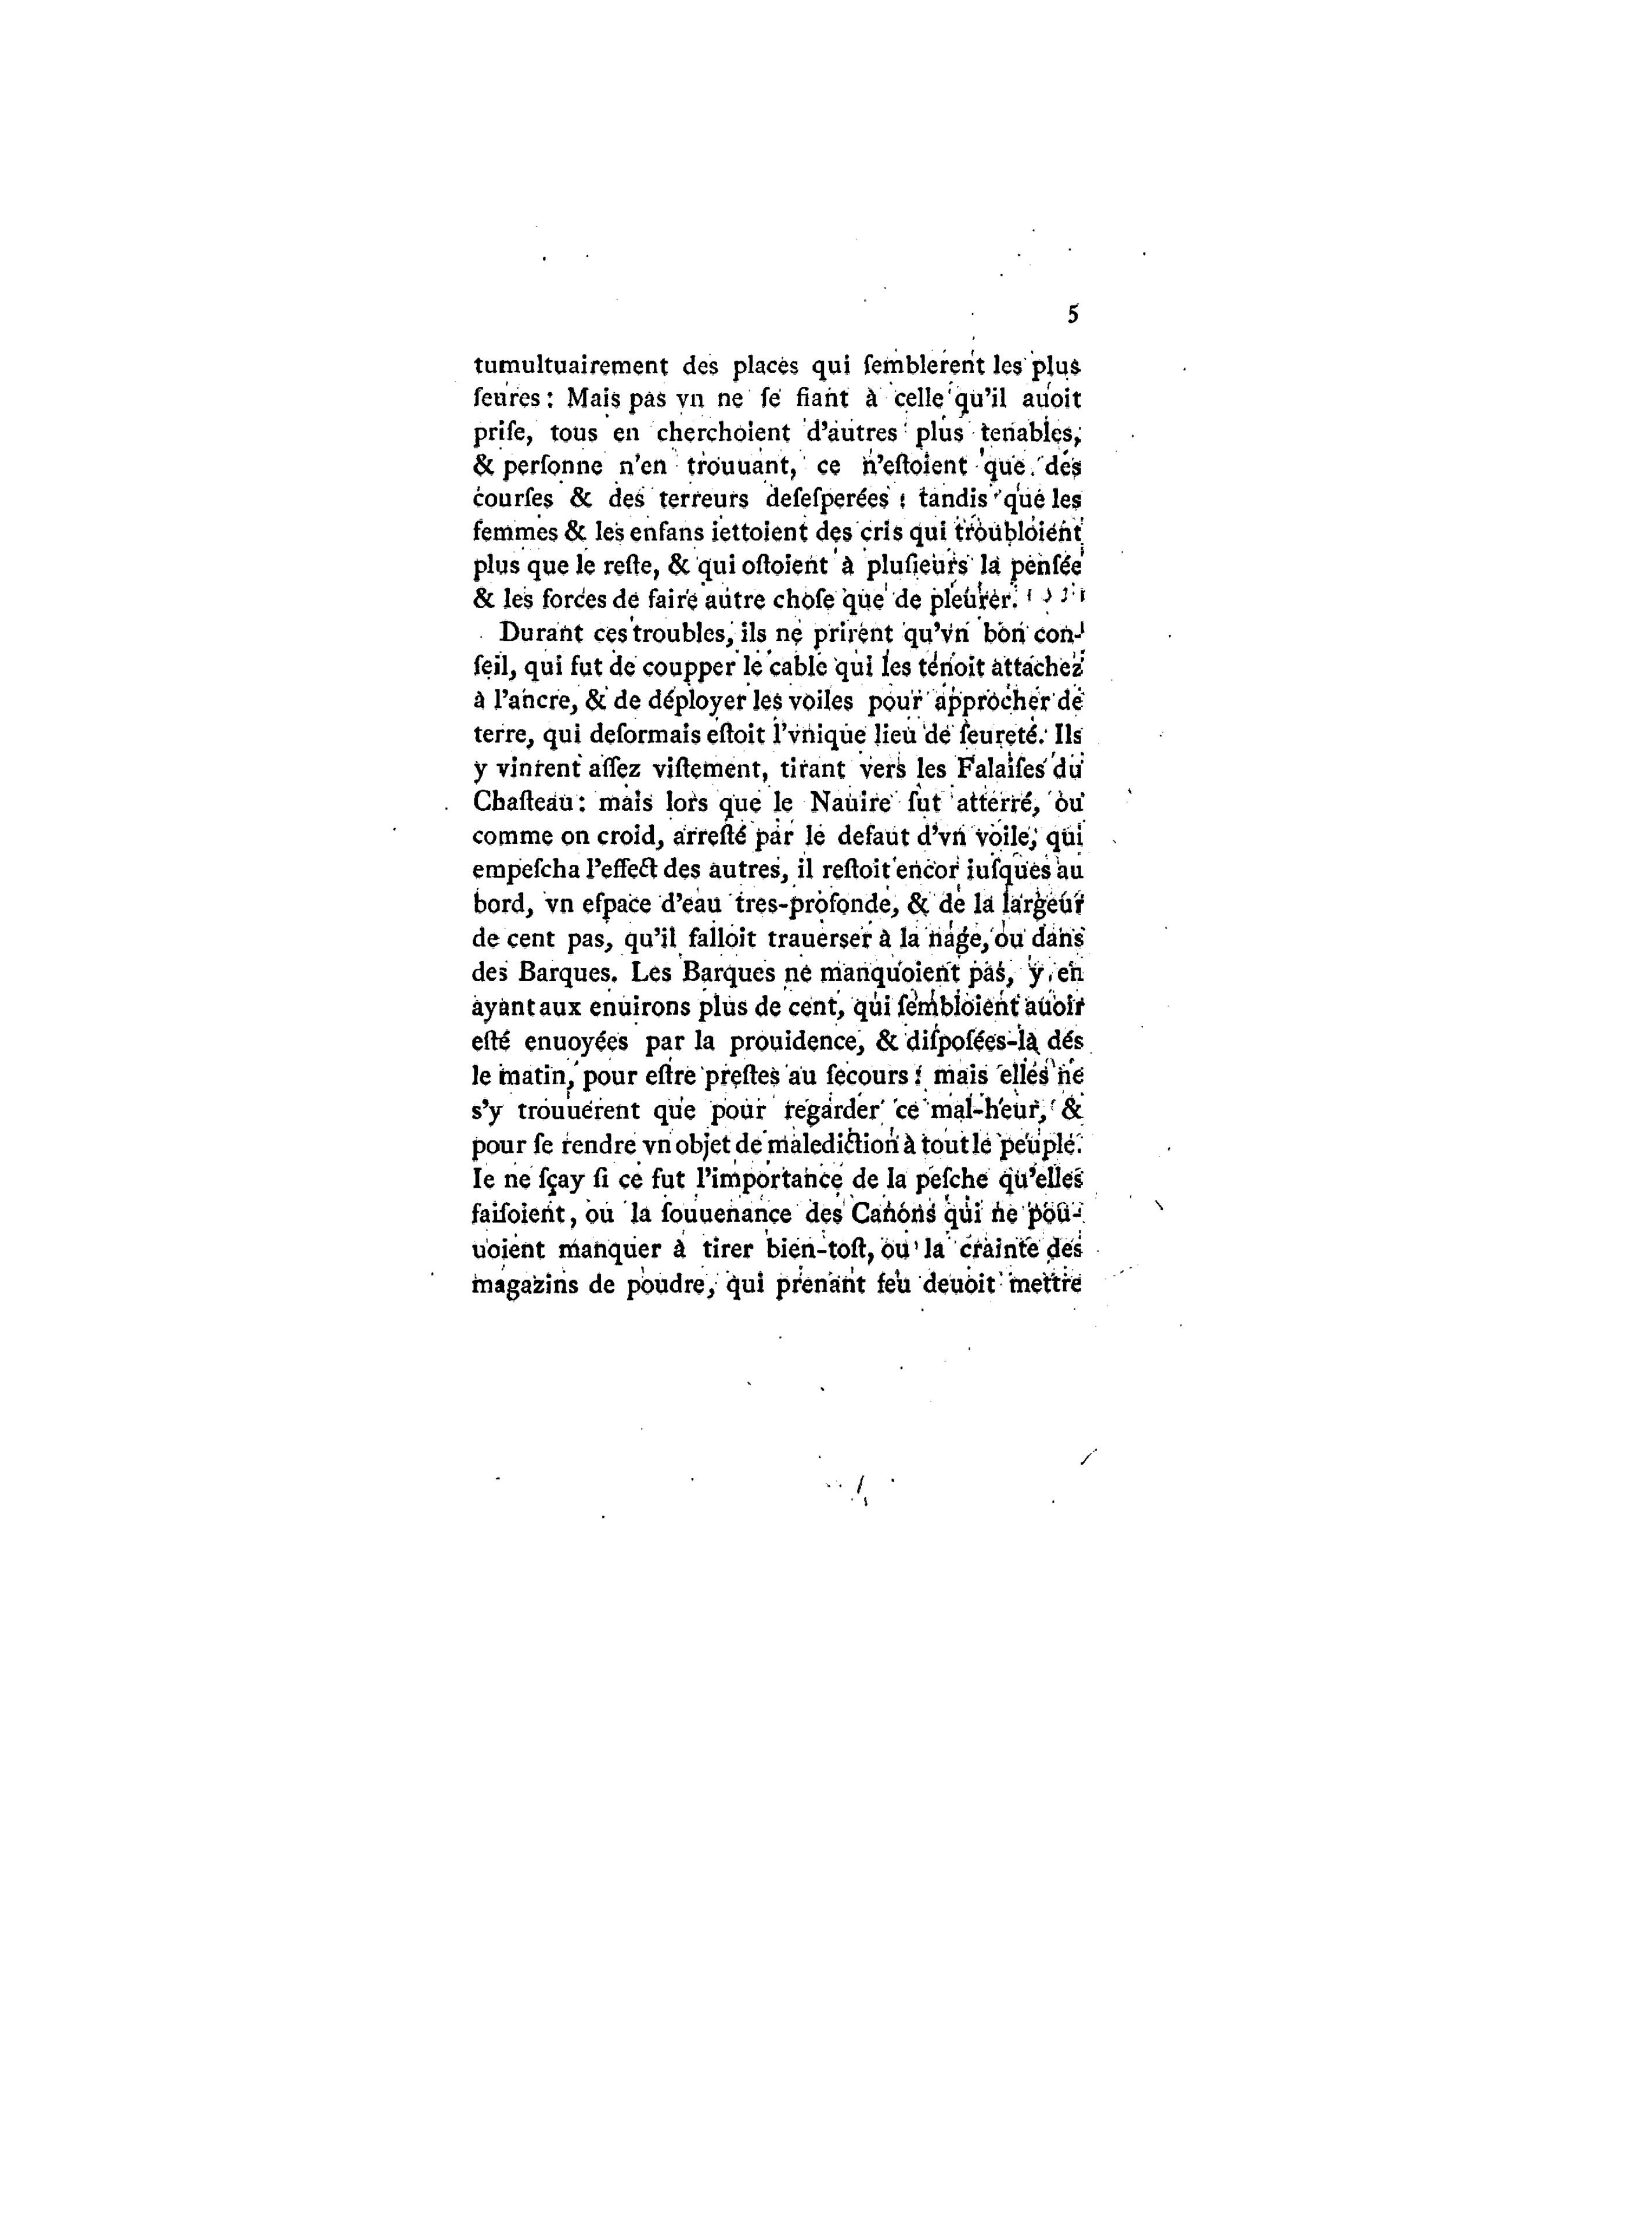 5
tumultuairement des places qui ſemblerent les plus
ſeures : Mais pas vn ne ſe fiant à celle qu'il auoit
priſe, tous en cherchoient d'autres plus tenables,
& perſonne n'en trouuant, ce n'eſtoient que des
courſes & des terreurs deſeſperées : tandis que les
femmes & les enfans iettoient des cris qui troubloient
plus que le reſte, & qui oſtoient à pluſieurs la penſée
& les forces de faire autre choſe que de pleurer.
Durant ces troubles, ils ne prirent qu'vn bon con-
ſeil, qui fut de coupper le cable qui les tenoit attachez
à l'ancre, & de déployer les voiles pour approcher de
terre, qui deſormais eſtoit l'vnique lieu de ſeureté. Ils
y vinrent aſſez viſtement, tirant vers les Falaiſes du
Chaſteau : mais lors que le Nauire fut atterré, ou
comme on croid, arreſté par le defaut d'vn voile, qui
empeſcha l'effect des autres, il reſtoit encor iuſques au
bord, vn eſpace d'eau tres-profonde, & de la largeur
de cent pas, qu'il falloit trauerser à la nage, ou dans
des Barques. Les Barques ne manquoient pas, y en
ayant aux enuirons plus de cent, qui ſembloient auoir
eſté enuoyées par la prouidence, & diſpoſées-là dés
le matin, pour eſtre preſtes au ſecours : mais elles ne
s'y trouuerent que pour regarder ce mal-heur, &
pour ſe rendre vn objet de malediction à tout le peuple.
Ie ne ſçay ſi ce fut l'importance de la peſche qu'elles
faiſoient, ou la ſouuenance des Canons qui ne pou-
uoient manquer à tirer bien-toſt, ou la crainte des
magazins de poudre, qui prenant feu deuoit mettre